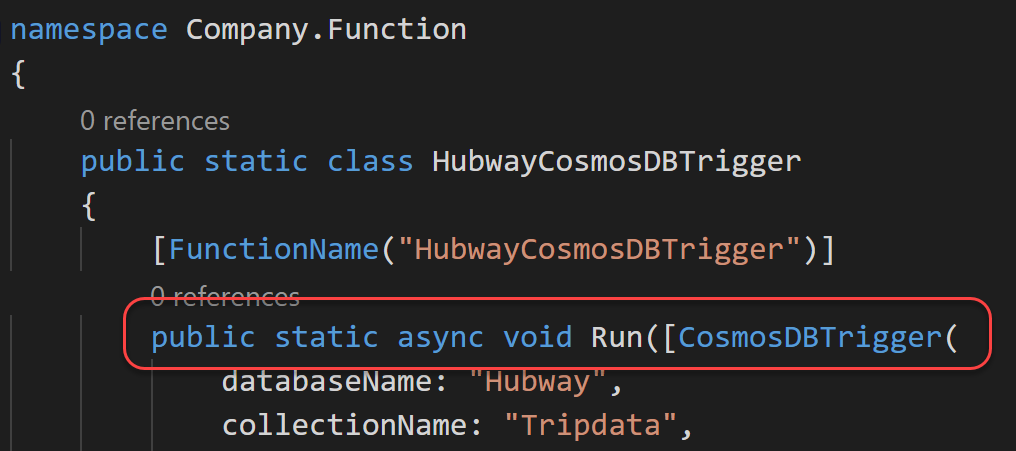 namespace Company.Function
{
0 references
public static class HubwayCosmosDBTrigger
{
[FunctionName("HubwayCosmosDBTrigger")]
0 references
public static async void Run([CosmosDBTrigger(
databaseName: "Hubway",
collectionName: "Tripdata",